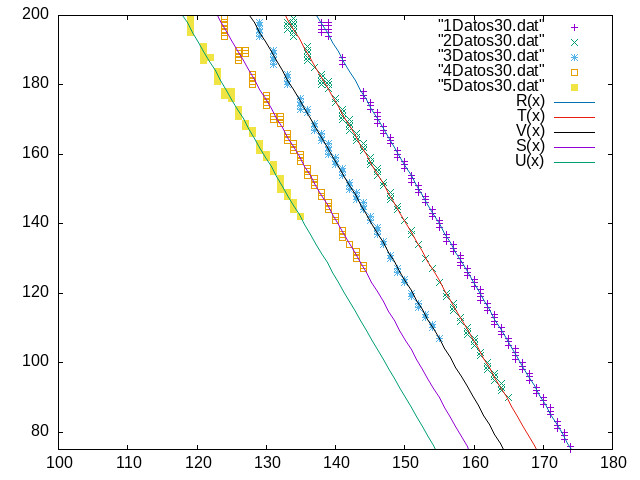 200
180
160
140
120
100
80
100
110
120
130
140
150
160
170
180
"1Datos30.dat"
"2Datos30.dat"
"3Datos30.dat"
"4Datos30.dat"
"5Datos30.dat"
R(x)
T(x)
V(x)
S(x)
U(x)